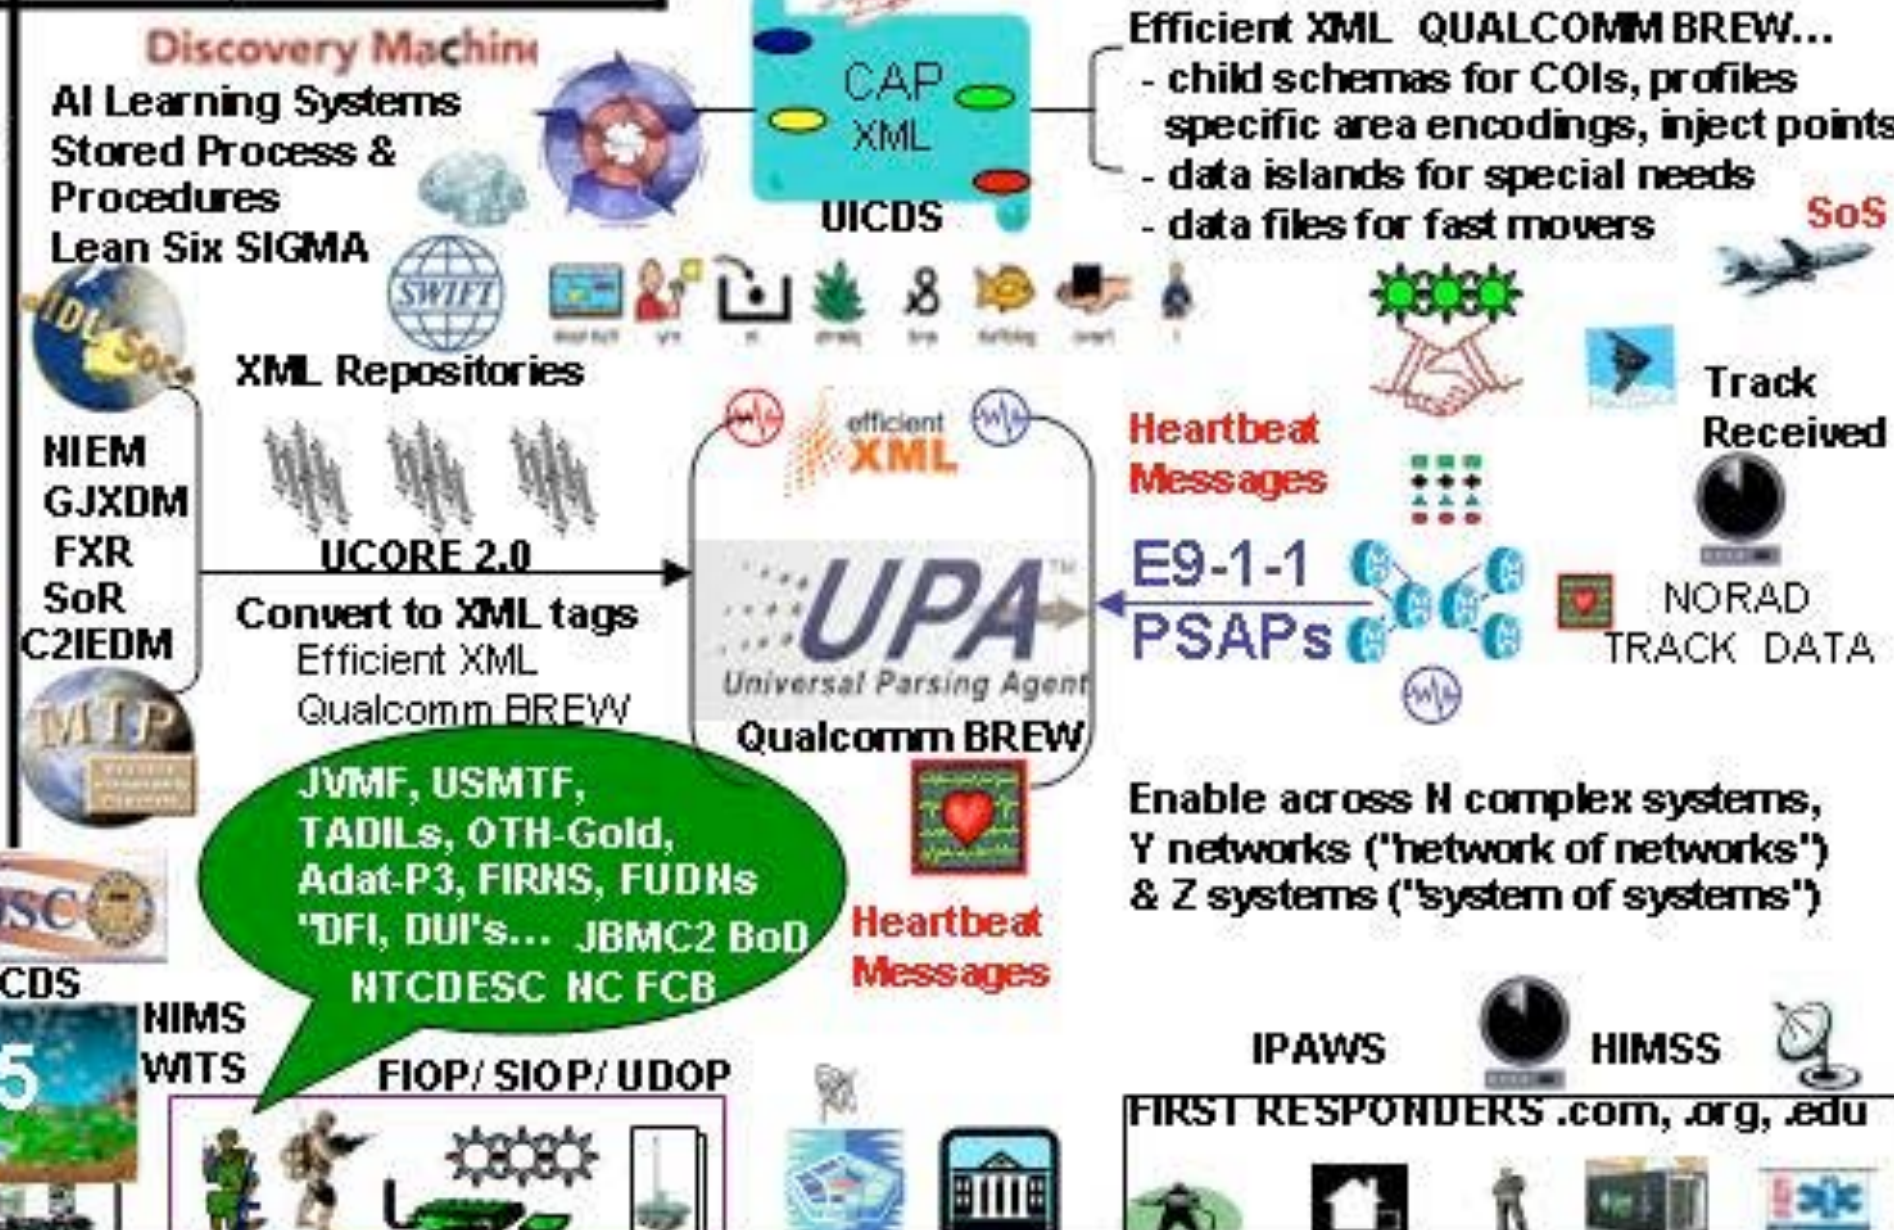 Discovery Machine
AI Learning Systems
Stored Process &
Procedures
Lean Six SIGMA
SWIFT
CAP
XML
UICDS
Efficient XML QUALCOMM BREW...
- child schemas for COIs, profiles
specific area encodings, inject points
- data islands for special needs
- data files for fast movers
SoS
XML Repositories
NIEM
GJXDM
FXR
SoR
C2IEDM
MIP
UCORE 2.0
Convert to XML tags
Efficient XML
Qualcomm BREW
efficient
XML
UPA™
Universal Parsing Agent
Qualcomm BREW
Heartbeat
Messages
E9-1-1
PSAPs
Track
Received
NORAD
TRACK DATA
JVMF, USMTF,
TADILs, OTH-Gold,
Adat-P3, FIRNS, FUDNs
"DFI, DUI's... JBMC2 BoD
NTCDESC NC FCB
Heartbeat
Messages
Enable across N complex systems,
Y networks ("network of networks")
& Z systems ("system of systems")
SC
CDS
NIMS
WITS
5
FIOP/ SIOP/ UDOP
IPAWS
HIMSS
FIRST RESPONDERS .com, .org, .edu